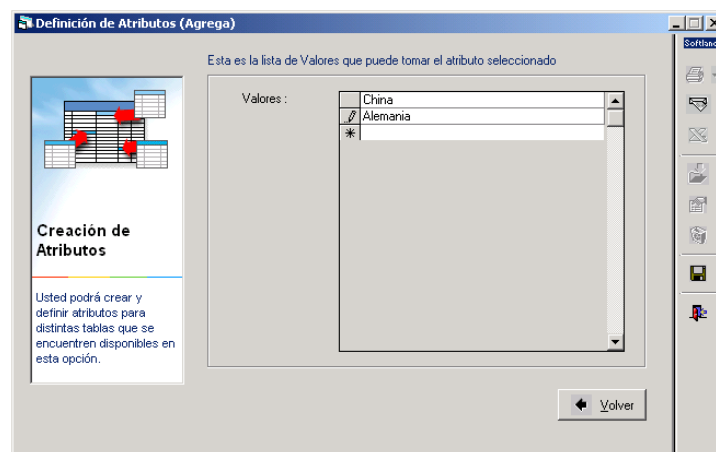 Definición de Atributos (Agrega)
Softland
Esta es la lista de Valores que puede tomar el atributo seleccionado
Valores :
China
Alemania
Creación de
Atributos
Usted podrá crear y
definir atributos para
distintas tablas que se
encuentren disponibles en
esta opción.
Volver